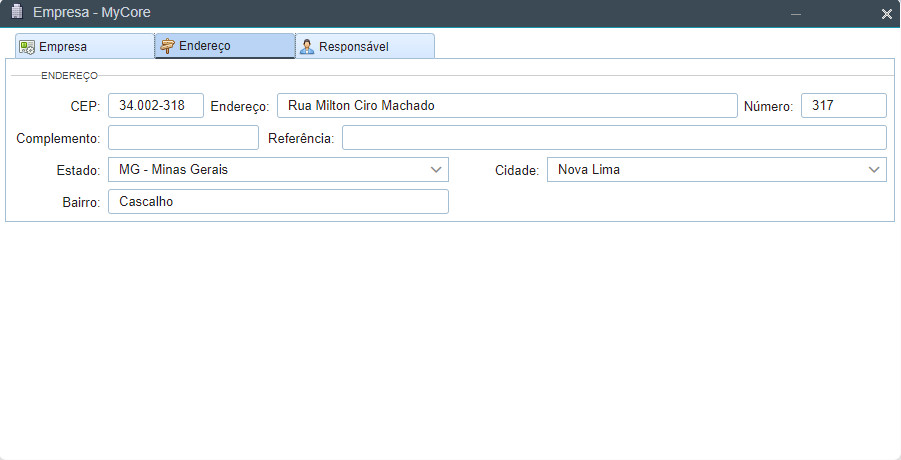 Empresa - MyCore
Empresa Endereço Responsável
ENDEREÇO
CEP: 34.002-318 Endereço: Rua Milton Ciro Machado Número: 317
Complemento: Referência:
Estado: MG - Minas Gerais Cidade: Nova Lima
Bairro: Cascalho